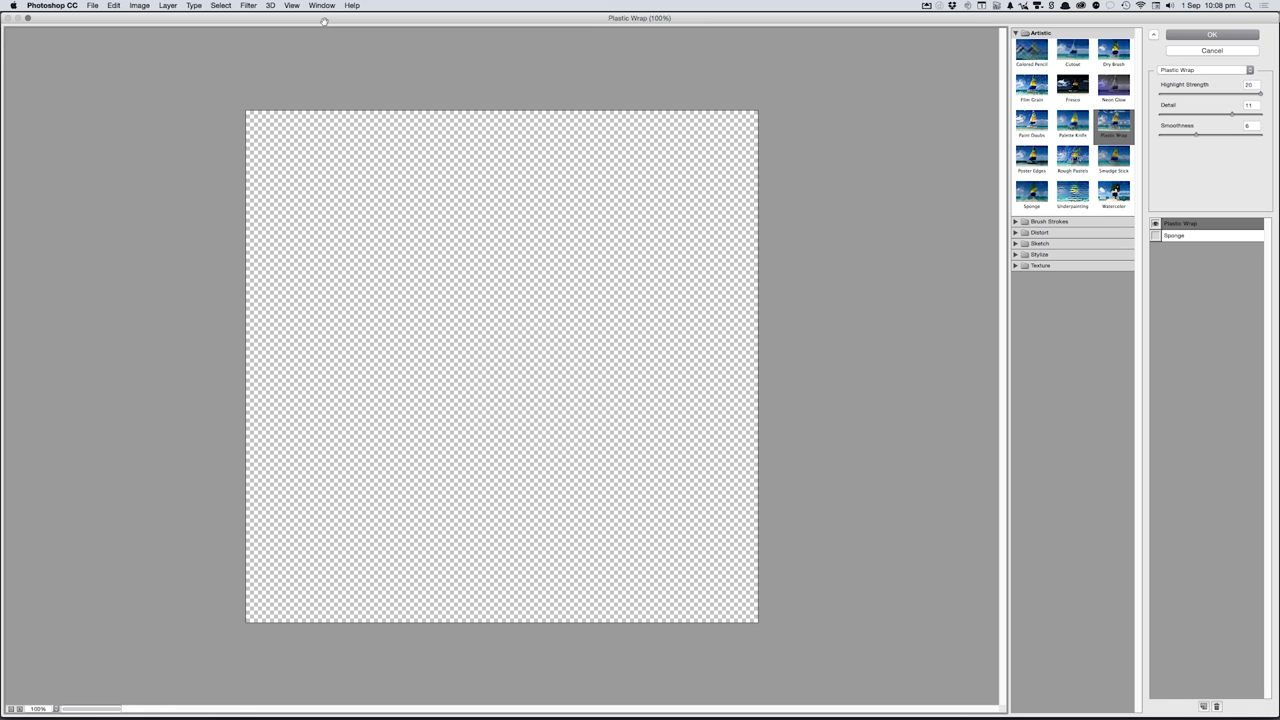 Photoshop CC File Edit Image Layer Type Select Filter 3D View Window Help 1 Sep 10:08 pm
Plastic Wrap (100%)
Artistic
Colored Pencil Cutout Dry Brush
Film Grain Fresco Neon Glow
Paint Daubs Palette Knife Plastic Wrap
Poster Edges Rough Pastels Smudge Stick
Sponge Underpainting Watercolor
Brush Strokes
Distort
Sketch
Stylize
Texture
OK
Cancel
Plastic Wrap
Highlight Strength 20
Detail 11
Smoothness 6
Plastic Wrap
Sponge
100%